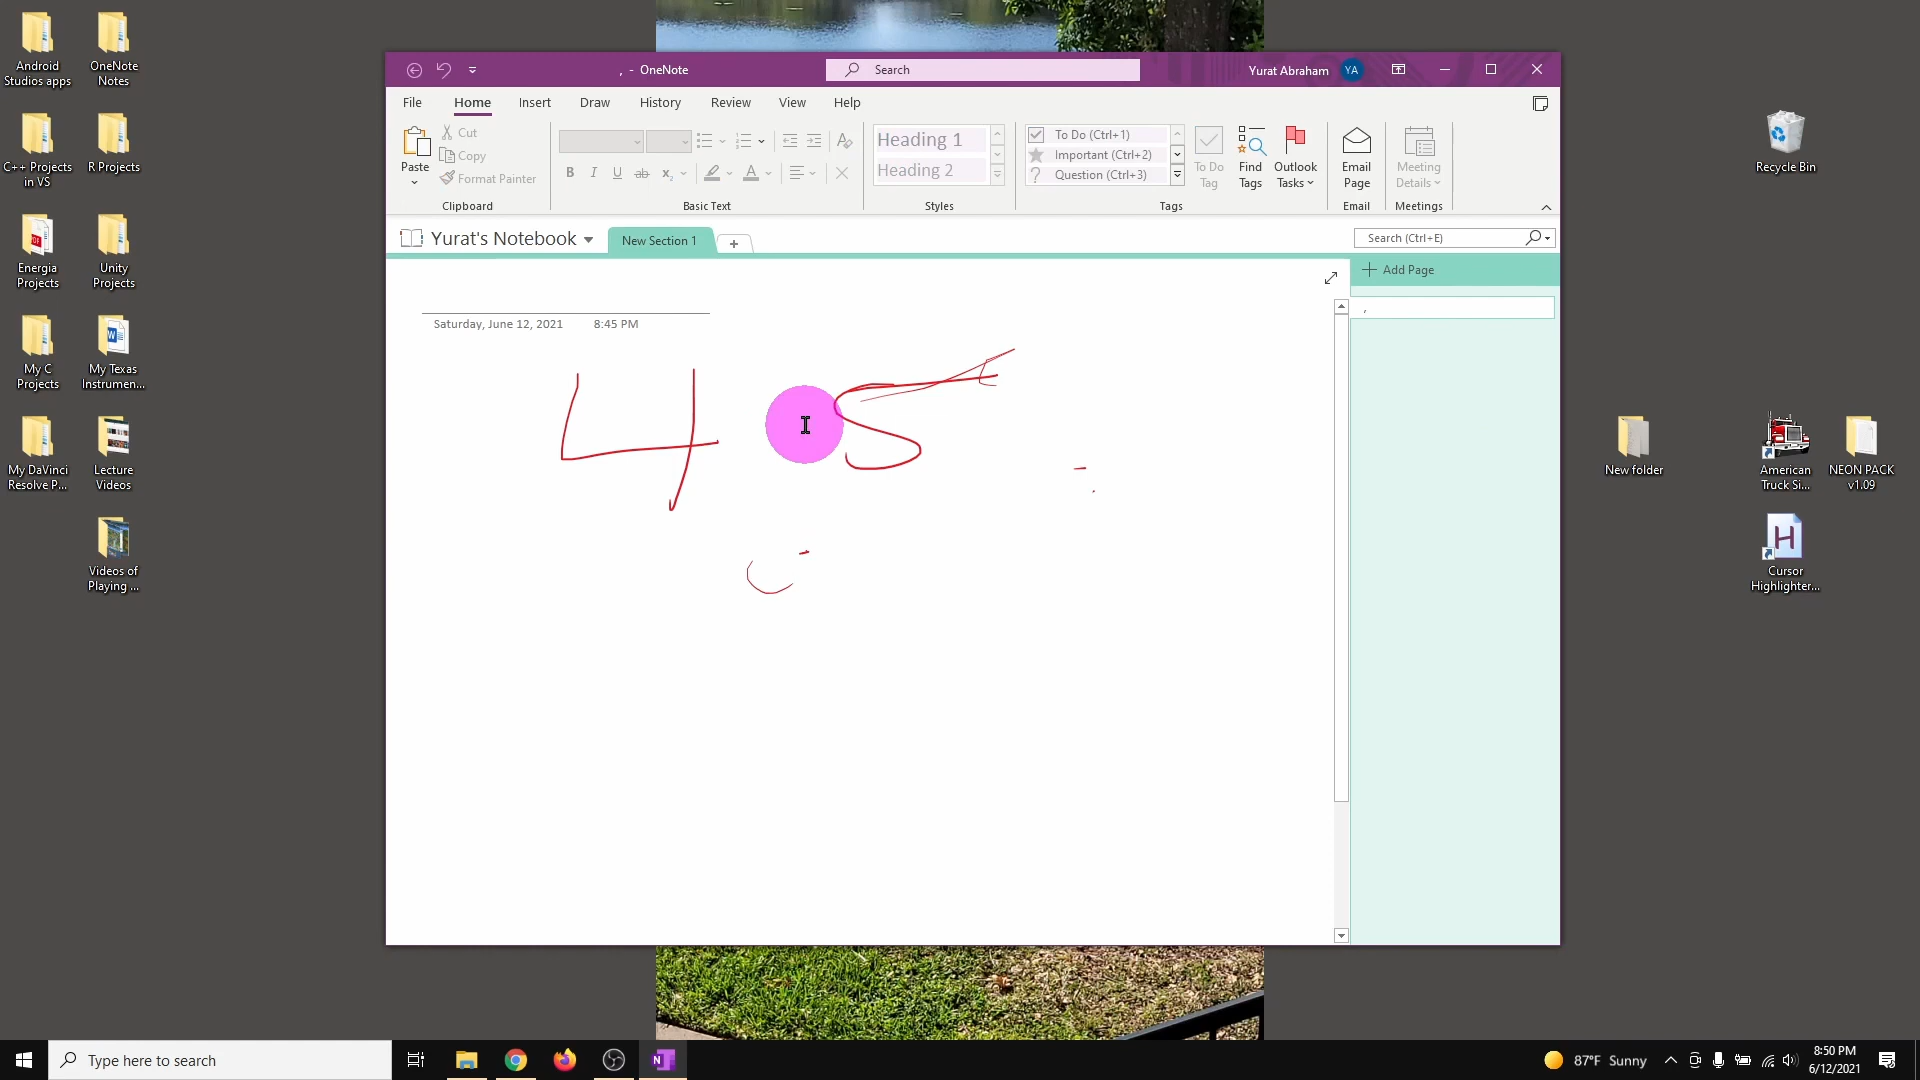 Android Studios apps
OneNote Notes
C++ Projects in VS
R Projects
Energia Projects
Unity Projects
My C Projects
My Texas Instrumen...
My DaVinci Resolve P...
Lecture Videos
Videos of Playing ...
, - OneNote
Search
Yurat Abraham
YA
File Home Insert Draw History Review View Help
Paste
Cut
Copy
Format Painter
Clipboard
B I U ab x₂ A
Basic Text
Heading 1
Heading 2
Styles
To Do (Ctrl+1)
Important (Ctrl+2)
Question (Ctrl+3)
To Do Tag
Find Tags
Outlook Tasks
Tags
Email Page
Email
Meeting Details
Meetings
Yurat's Notebook
New Section 1
Search (Ctrl+E)
Add Page
,
Saturday, June 12, 2021 8:45 PM
4 5
Recycle Bin
New folder
American Truck Si...
NEON PACK v1.09
H
Cursor Highlighter...
Type here to search
N
87°F Sunny
8:50 PM
6/12/2021